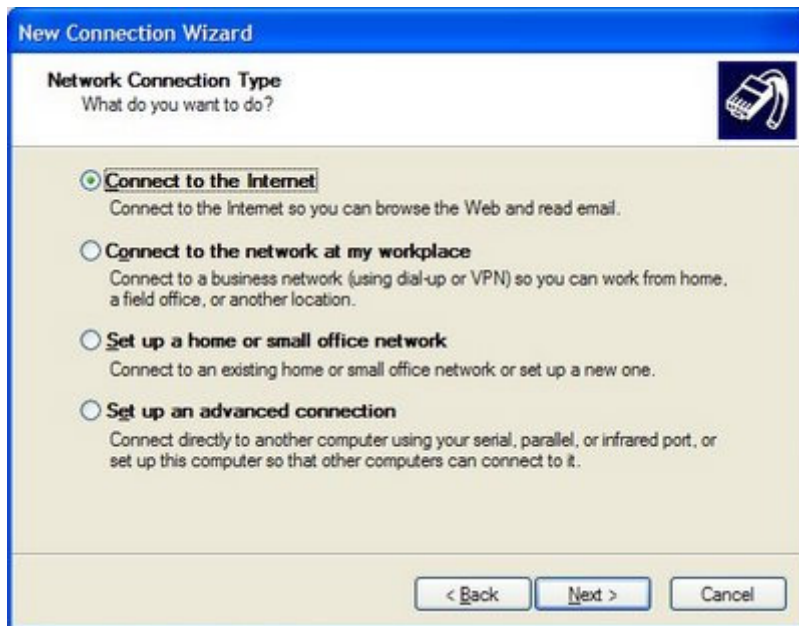 New Connection Wizard
Network Connection Type
What do you want to do?
Connect to the Internet
Connect to the Internet so you can browse the Web and read email.
Connect to the network at my workplace
Connect to a business network (using dial-up or VPN) so you can work from home,
a field office, or another location.
Set up a home or small office network
Connect to an existing home or small office network or set up a new one.
Set up an advanced connection
Connect directly to another computer using your serial, parallel, or infrared port, or
set up this computer so that other computers can connect to it.
< Back Next > Cancel